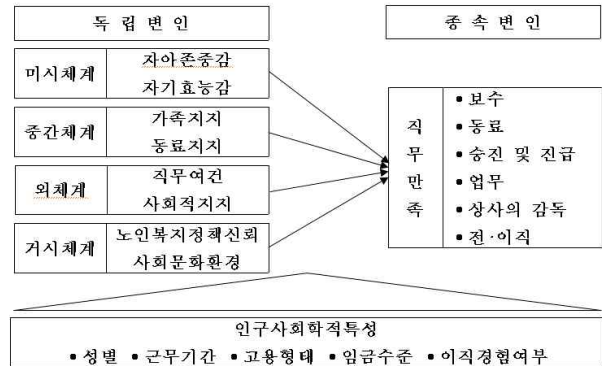 독 립 변 인
종 속 변 인
미시체계
자아존중감
자기효능감
중간체계
가족지지
동료지지
외체계
직무여건
사회적지지
거시체계
노인복지정책신뢰
사회문화환경
직
무
만
족
▪ 보수
▪ 동료
▪ 승진 및 진급
▪ 업무
▪ 상사의 감독
▪ 전·이직
인구사회학적특성
▪ 성별 ▪ 근무기간 ▪ 고용형태 ▪ 임금수준 ▪ 이직경험여부